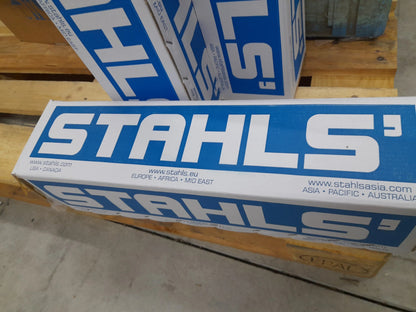 STAHLS'
www.stahls.com
USA • CANADA
www.stahls.eu
EUROPE • AFRICA • MID EAST
www.stahlsasia.com
ASIA • PACIFIC • AUSTRALIA
STAHLS'
EPAL